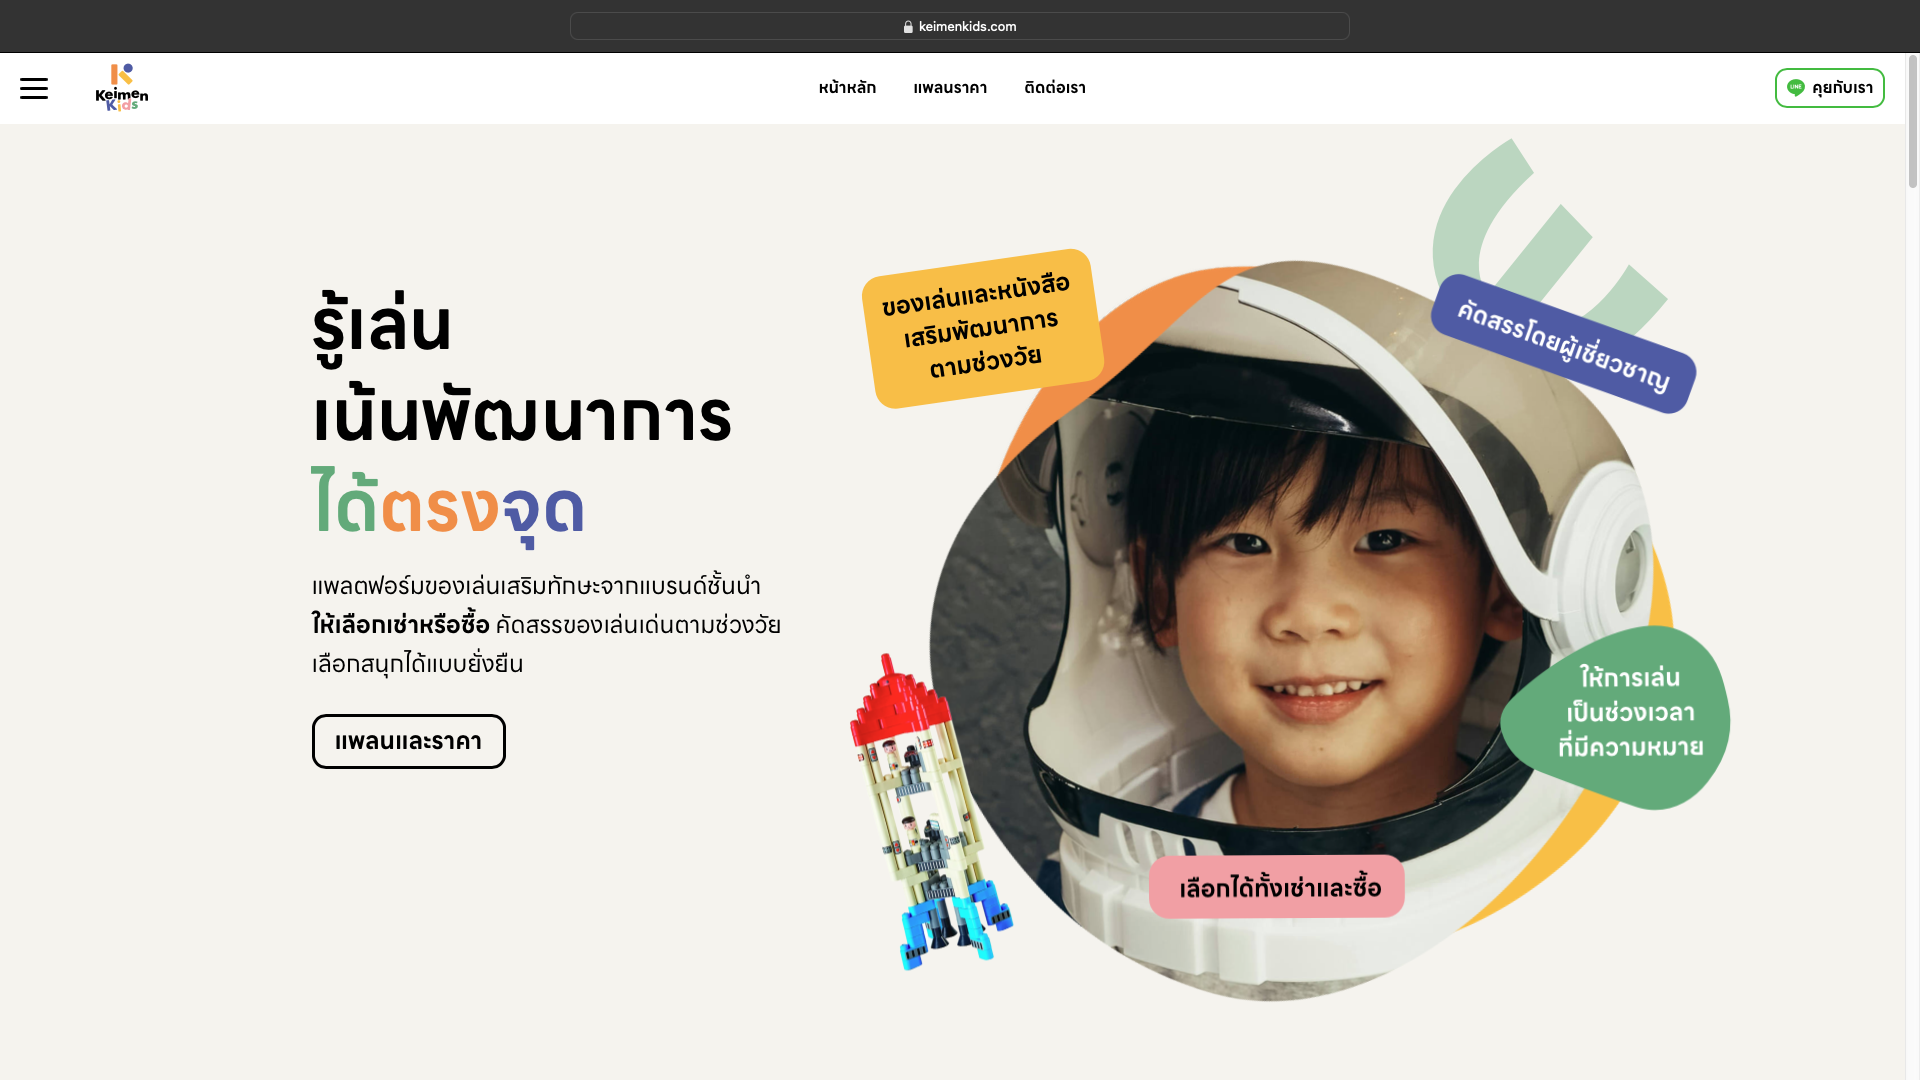 keimenkids.com
Keimen
Kids
หน้าหลัก
แพลนราคา
ติดต่อเรา
LINE
คุยกับเรา
รู้เล่น
เน้นพัฒนาการ
ได้ตรงจุด
แพลตฟอร์มของเล่นเสริมทักษะจากแบรนด์ชั้นนำ
ให้เลือกเช่าหรือซื้อ คัดสรรของเล่นเด่นตามช่วงวัย
เลือกสนุกได้แบบยั่งยืน
แพลนและราคา
ของเล่นและหนังสือ
เสริมพัฒนาการ
ตามช่วงวัย
คัดสรรโดยผู้เชี่ยวชาญ
ให้การเล่น
เป็นช่วงเวลา
ที่มีความหมาย
เลือกได้ทั้งเช่าและซื้อ